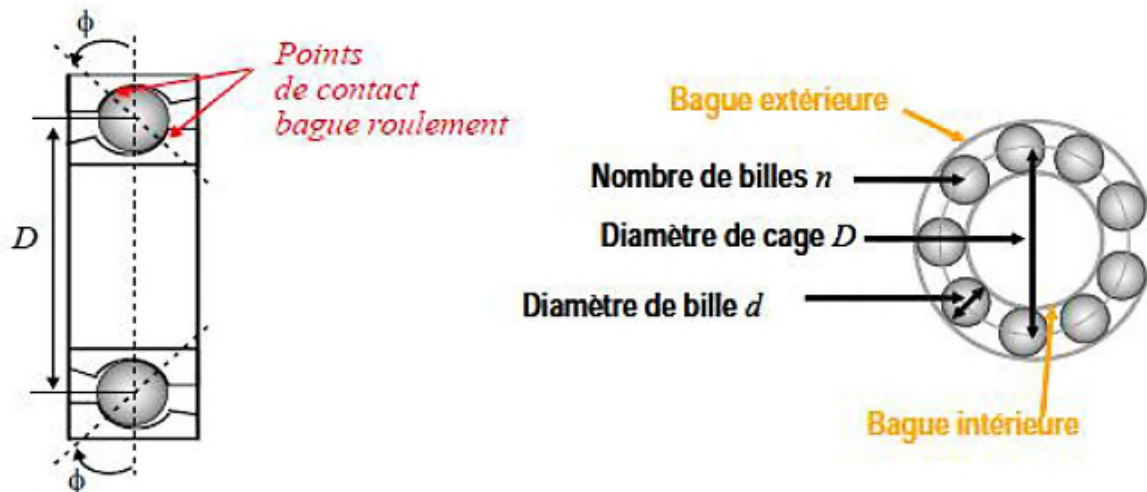 ϕ
Points
de contact
bague roulement
D
ϕ
Bague extérieure
Nombre de billes n
Diamètre de cage D
Diamètre de bille d
Bague intérieure